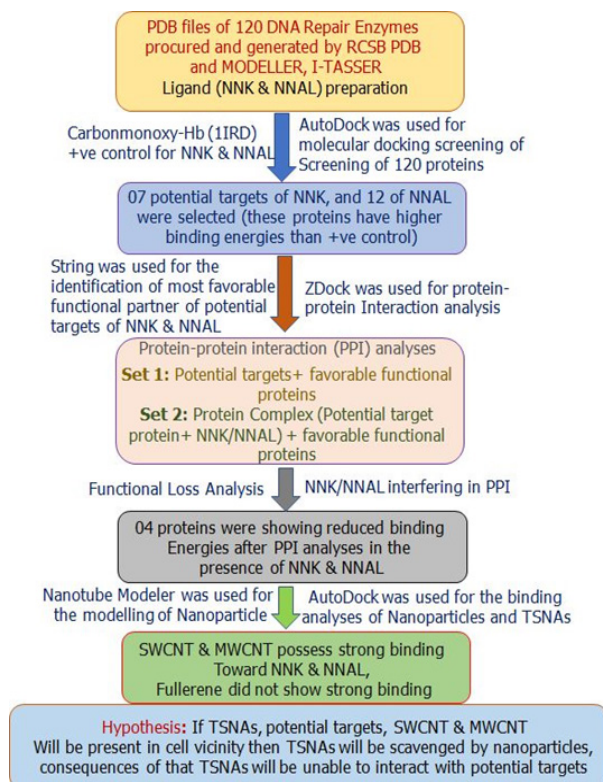 PDB files of 120 DNA Repair Enzymes
procured and generated by RCSB PDB
and MODELLER, I-TASSER
Ligand (NNK & NNAL) preparation
Carbonmonoxy-Hb (1IRD)
+ve control for NNK & NNAL
AutoDock was used for
molecular docking screening of
Screening of 120 proteins
07 potential targets of NNK, and 12 of NNAL
were selected (these proteins have higher
binding energies than +ve control)
String was used for the
identification of most favorable
functional partner of potential
targets of NNK & NNAL
ZDock was used for protein-
protein Interaction analysis
Protein-protein interaction (PPI) analyses
Set 1: Potential targets+ favorable functional
proteins
Set 2: Protein Complex (Potential target
protein+ NNK/NNAL) + favorable functional
proteins
Functional Loss Analysis
NNK/NNAL interfering in PPI
04 proteins were showing reduced binding
Energies after PPI analyses in the
presence of NNK & NNAL
Nanotube Modeler was used for
the modelling of Nanoparticle
AutoDock was used for the binding
analyses of Nanoparticles and TSNAs
SWCNT & MWCNT possess strong binding
Toward NNK & NNAL,
Fullerene did not show strong binding
Hypothesis: If TSNAs, potential targets, SWCNT & MWCNT
Will be present in cell vicinity then TSNAs will be scavenged by nanoparticles,
consequences of that TSNAs will be unable to interact with potential targets